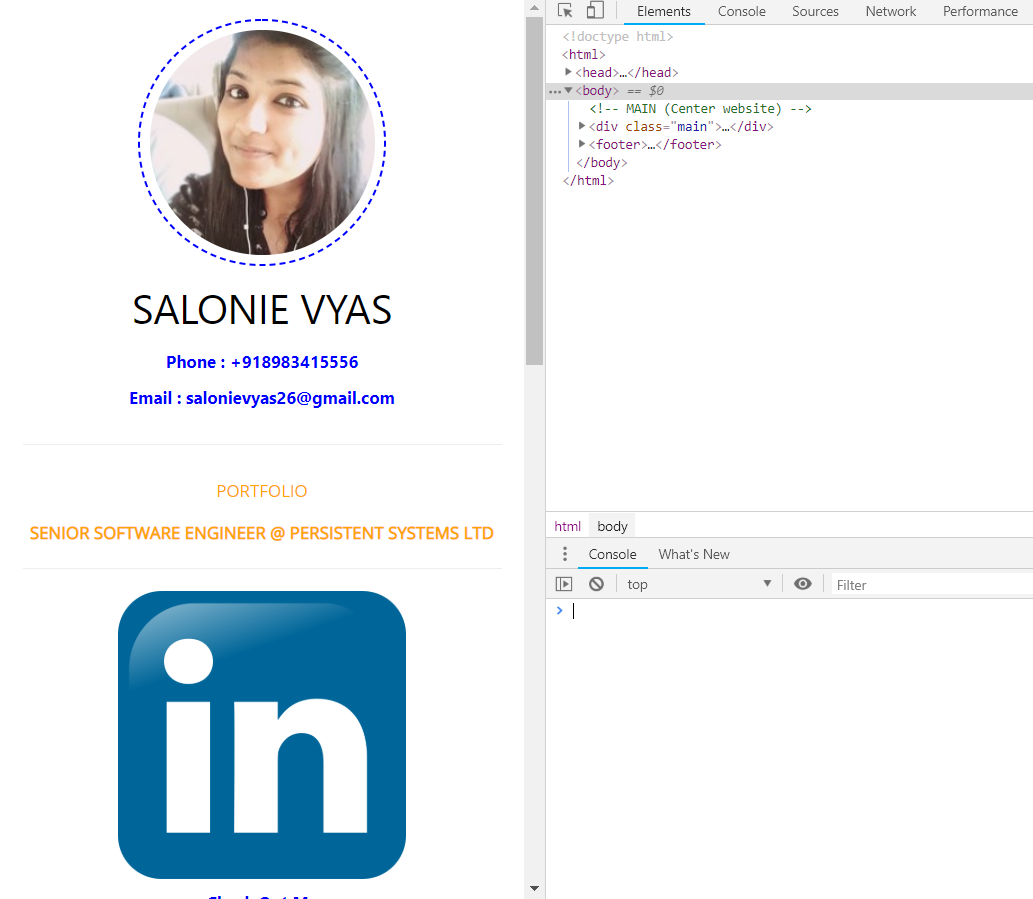 SALONIE VYAS
Phone : +918983415556
Email : salonievyas26@gmail.com
PORTFOLIO
SENIOR SOFTWARE ENGINEER @ PERSISTENT SYSTEMS LTD
in
Elements Console Sources Network Performance
<!doctype html>
<html>
<head>…</head>
<body> == $0
<!-- MAIN (Center website) -->
<div class="main">…</div>
<footer>…</footer>
</body>
</html>
html body
Console What's New
top Filter